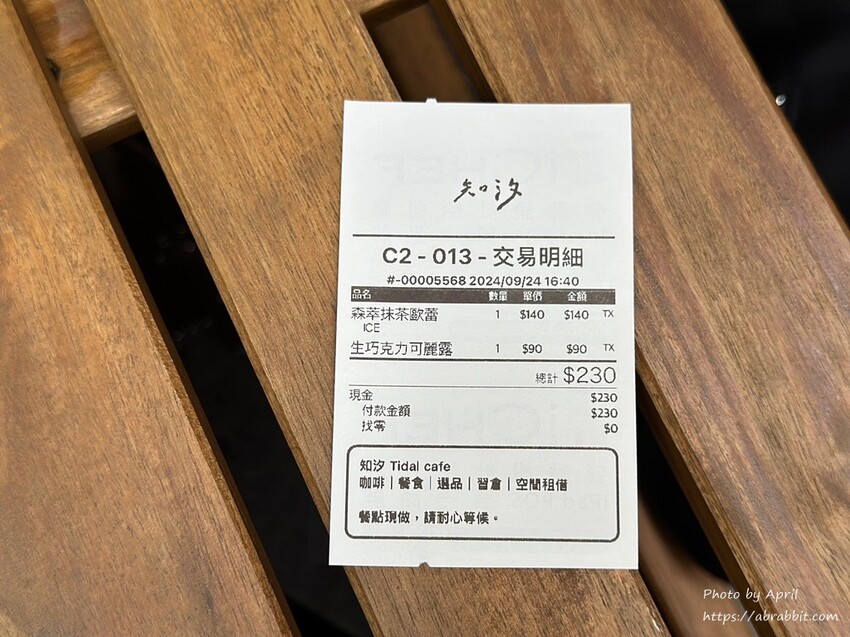 知汐
C2 - 013 - 交易明細
#-00005568 2024/09/24 16:40
品名 數量 單價 金額
森萃抹茶歐蕾 1 $140 $140 TX
ICE
生巧克力可麗露 1 $90 $90 TX
總計 $230
現金 $230
付款金額 $230
找零 $0
知汐 Tidal cafe
咖啡｜餐食｜選品｜習倉｜空間租借
餐點現做，請耐心等候。
Photo by April
https://abrabbit.com